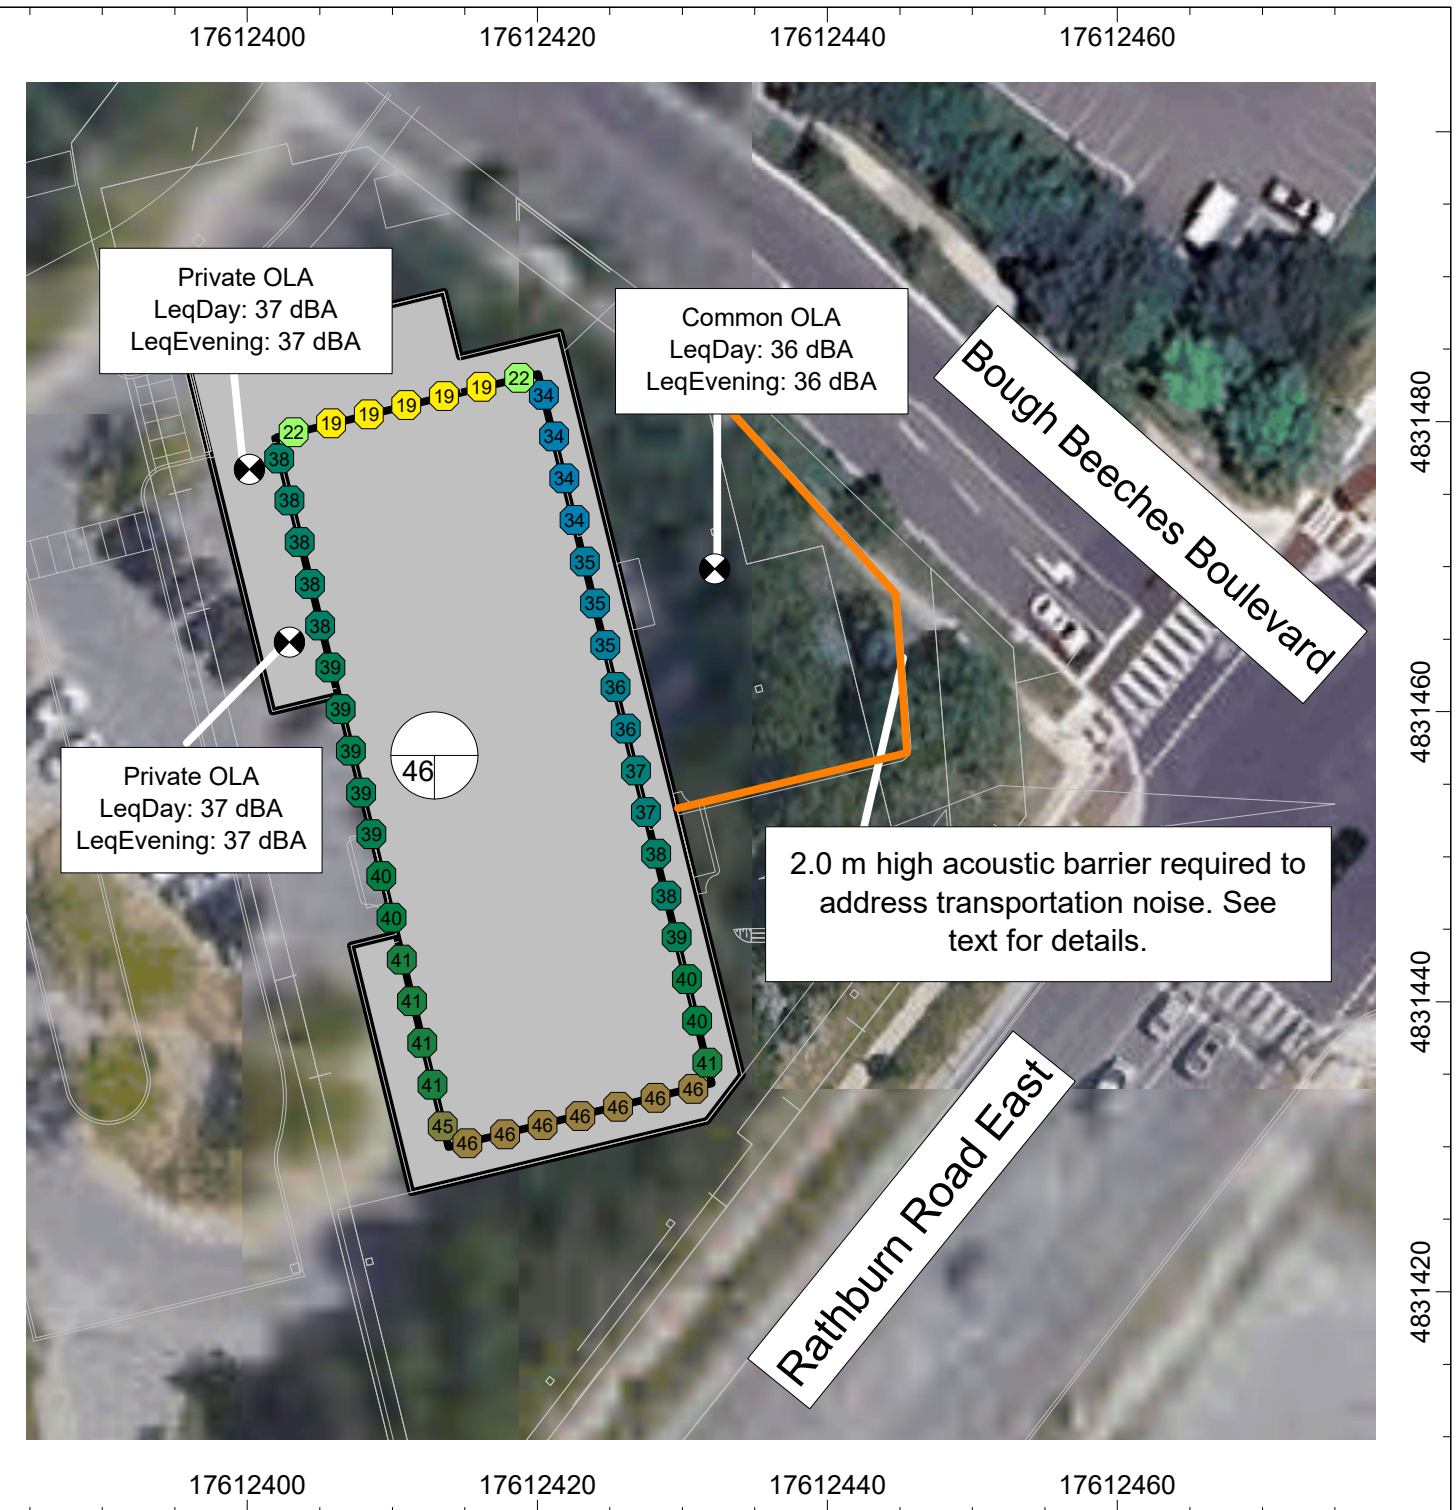 17612400 17612420 17612440 17612460
Private OLA
LeqDay: 37 dBA
LeqEvening: 37 dBA
Common OLA
LeqDay: 36 dBA
LeqEvening: 36 dBA
Bough Beeches Boulevard
4831480
22 19 19 19 19 19 22
34
34
34
34
35
35
35
36
36
37
37
38
38
39
40
40
41
38
38
38
38
38
39
39
39
39
39
40
40
41
41
41
41
45
46 46 46 46 46 46 46
46
4831460
Private OLA
LeqDay: 37 dBA
LeqEvening: 37 dBA
2.0 m high acoustic barrier required to
address transportation noise. See
text for details.
4831440
Rathburn Road East
4831420
17612400 17612420 17612440 17612460